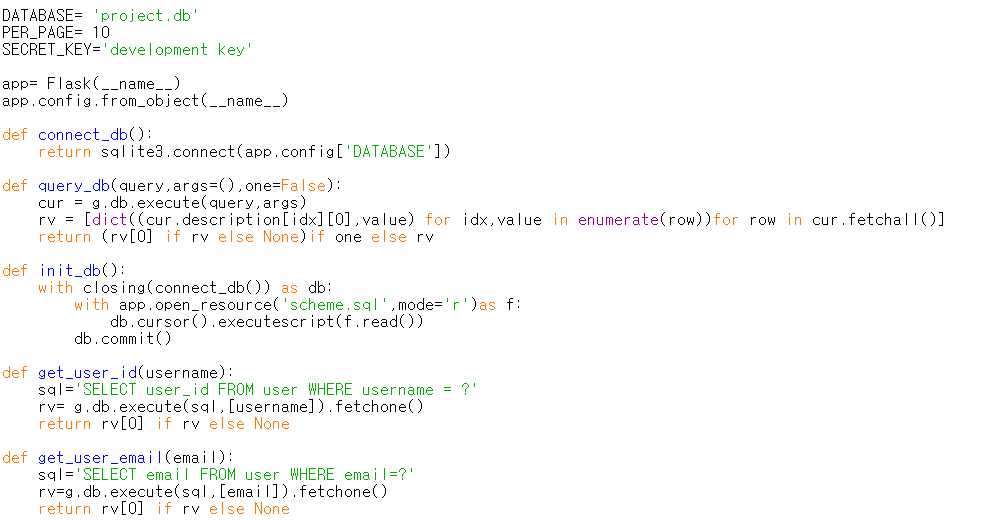 DATABASE= 'project.db'
PER_PAGE= 10
SECRET_KEY='development key'
app= Flask(__name__)
app.config.from_object(__name__)
def connect_db():
    return sqlite3.connect(app.config['DATABASE'])
def query_db(query,args=(),one=False):
    cur = g.db.execute(query,args)
    rv = [dict((cur.description[idx][0],value) for idx,value in enumerate(row))for row in cur.fetchall()]
    return (rv[0] if rv else None)if one else rv
def init_db():
    with closing(connect_db()) as db:
        with app.open_resource('scheme.sql',mode='r')as f:
            db.cursor().executescript(f.read())
        db.commit()
def get_user_id(username):
    sql='SELECT user_id FROM user WHERE username = ?'
    rv= g.db.execute(sql,[username]).fetchone()
    return rv[0] if rv else None
def get_user_email(email):
    sql='SELECT email FROM user WHERE email=?'
    rv=g.db.execute(sql,[email]).fetchone()
    return rv[0] if rv else None